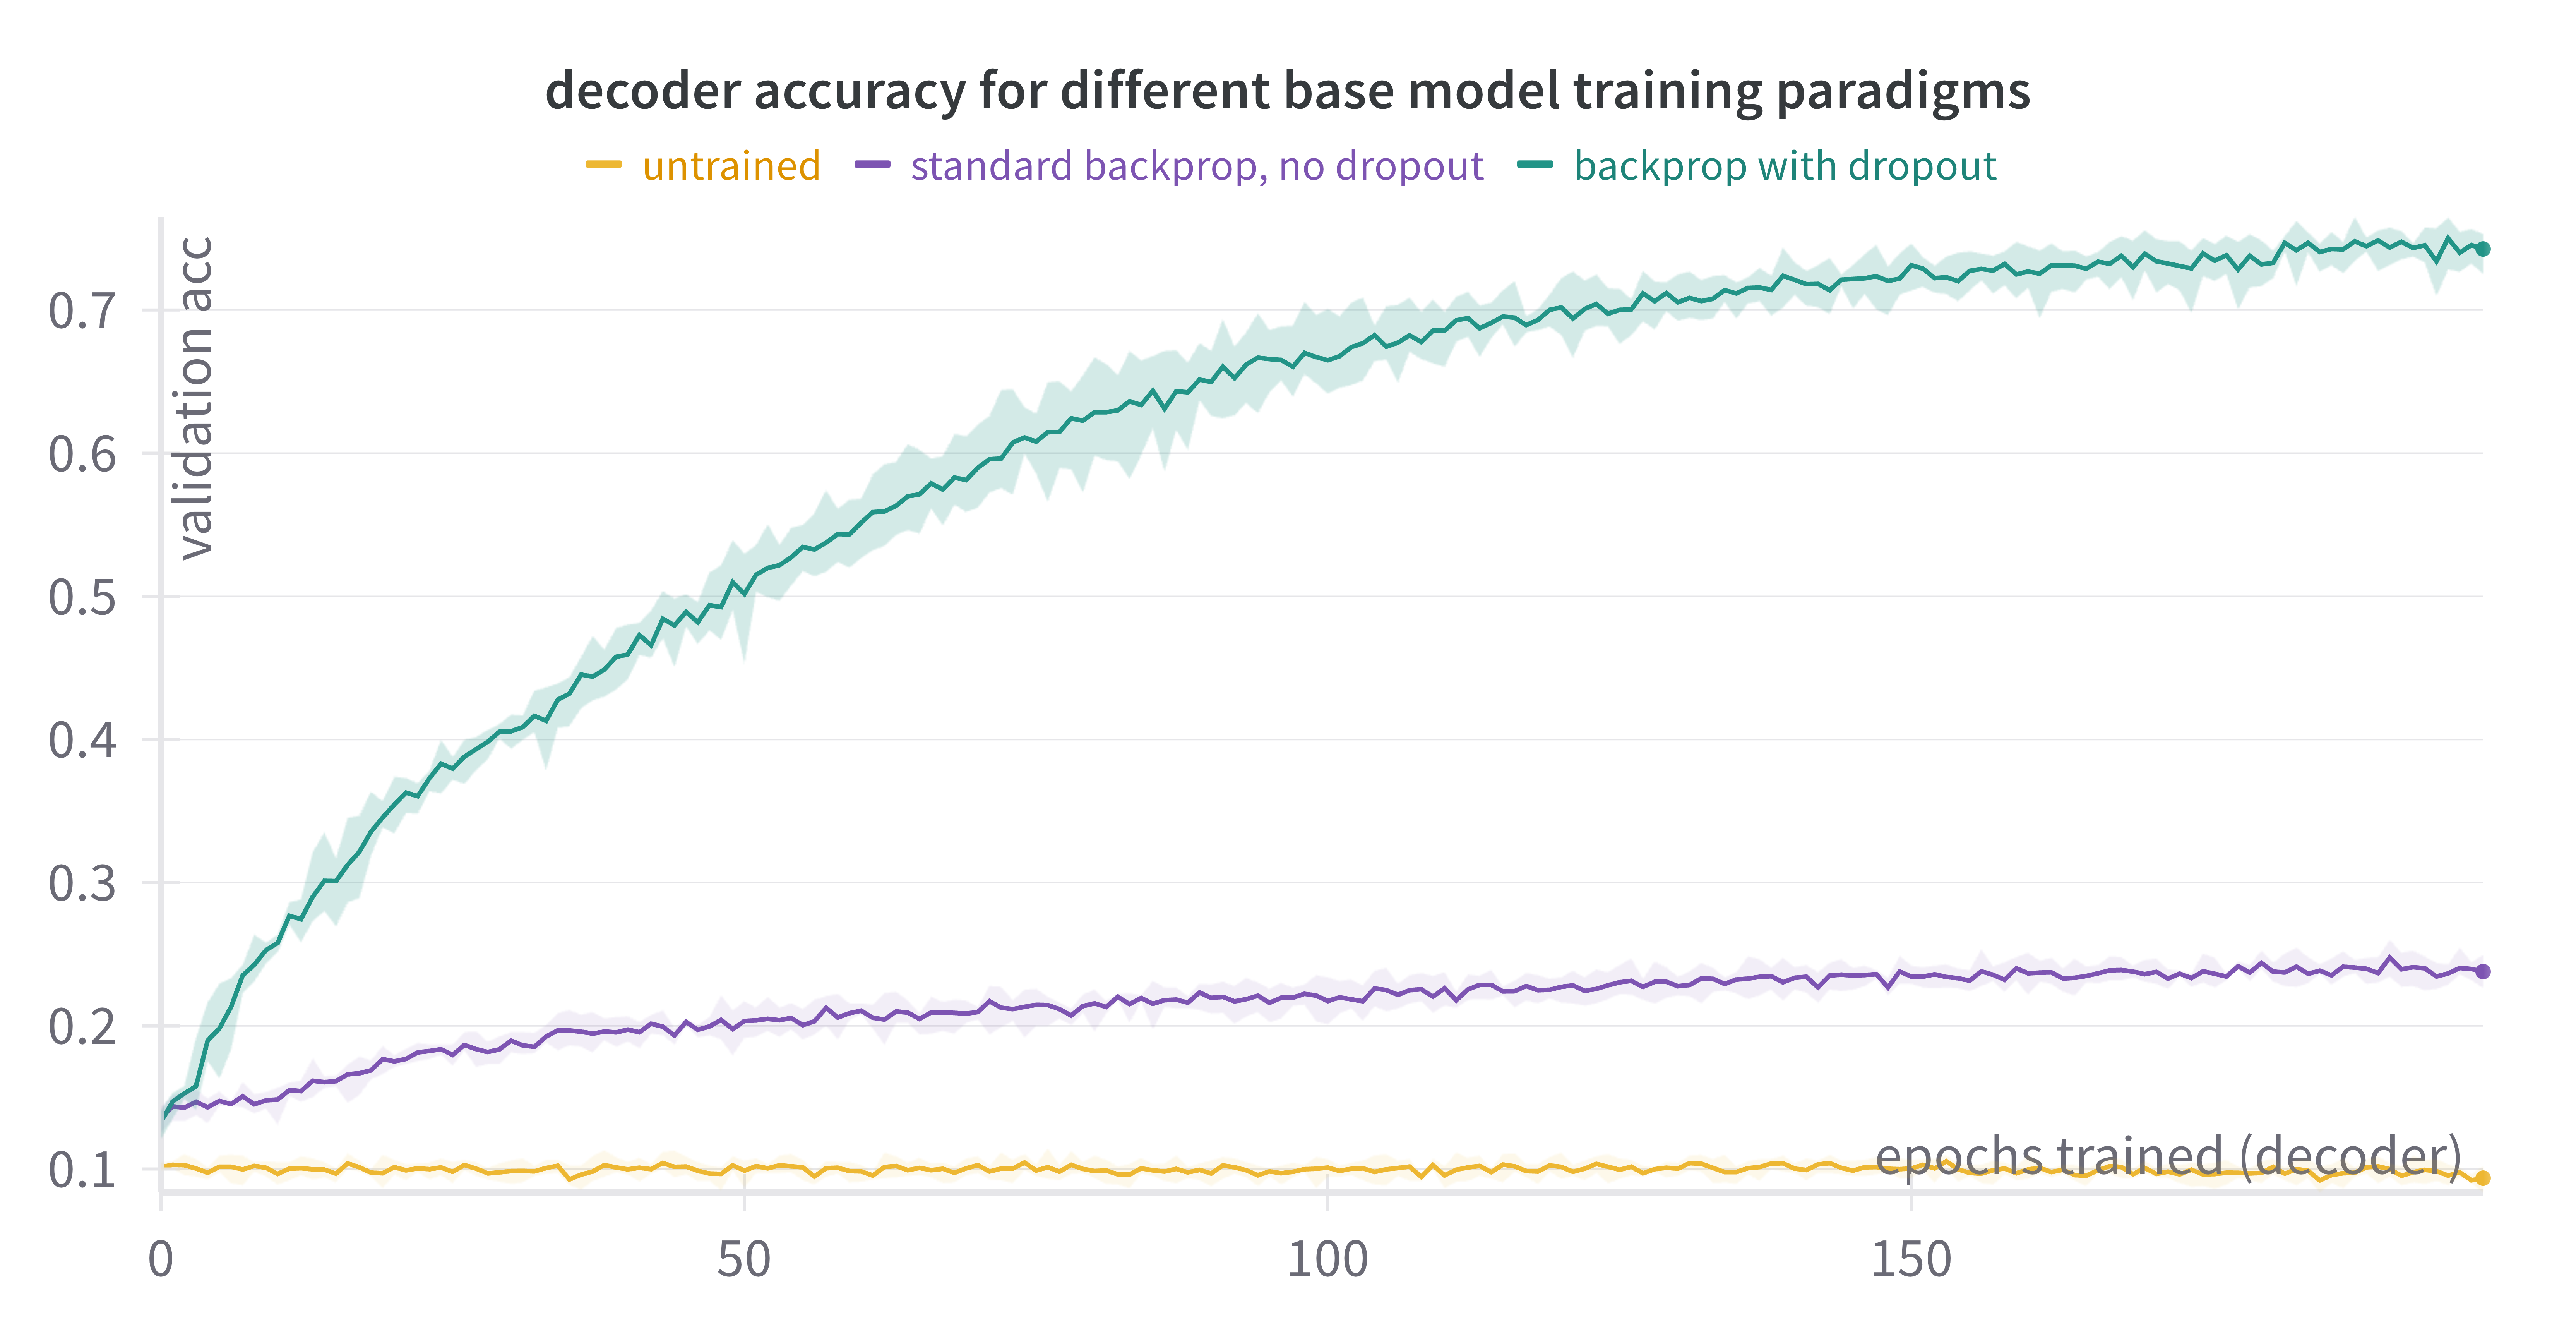 decoder accuracy for different base model training paradigms
untrained standard backprop, no dropout backprop with dropout
validation acc
0.7
0.6
0.5
0.4
0.3
0.2
0.1
epochs trained (decoder)
0 50 100 150